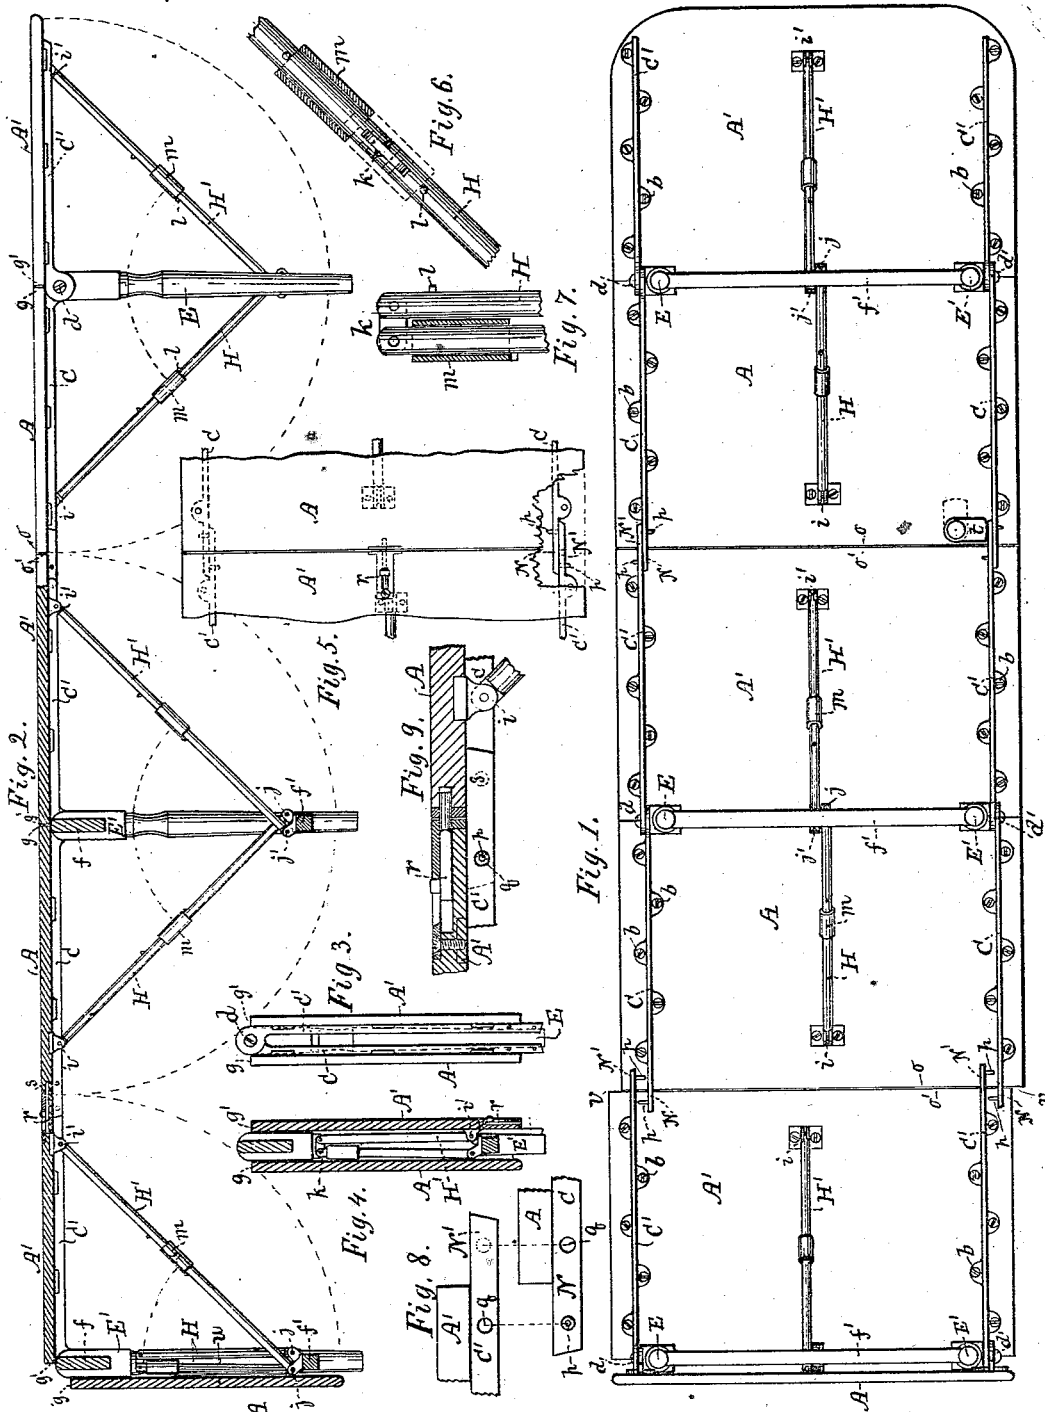 Fig. 2.
A'
i'
C'
m
l
H'
g'
g
d
E
H
l
m
C
A
i
o
o'
A'
i'
H'
C'
j
f'
g'
g
E'
f
j'
m
A
C
H
i
s
r
i'
A'
H'
C'
m
g'
f
E'
H
w
j
f'
g
j'
A
Fig. 6.
m
k
l
H
Fig. 7.
l
H
k
m
Fig. 5.
C
C
A
A'
r
N
N'
p
p
C'
C'
Fig. 9.
A
d
i
s
r
p
q
C'
A'
Fig. 3.
d
g'
g
C'
C
A'
A
E
Fig. 4.
g'
g
A'
i'
r
k
H'
A
E'
Fig. 8.
A'
N'
C'
q
A
C
N
q
p
Fig. 1.
i'
C'
H'
A'
C'
b
b
j
d
d'
E
E'
j'
f'
A
b
C
H
C
i
N'
p
t
o
o'
p
N
i'
H'
A'
C'
C'
m
b
j
d
E
E'
d'
j'
f'
A
b
b
m
H
C
C
i
N'
p
N'
p
v
o
o'
N
p
N
p
v
b
i
A'
H'
C'
C'
b
b
d
E
E'
f'
d'
A